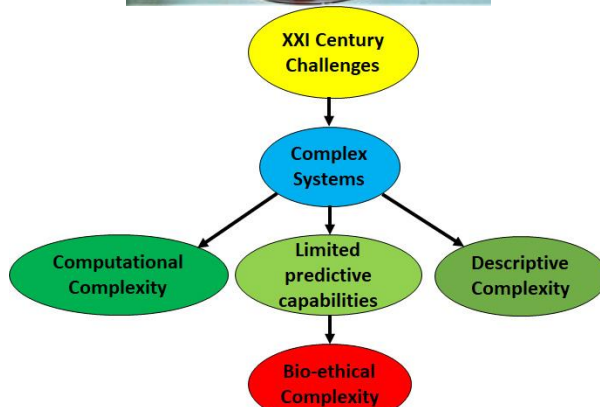 XXI Century
Challenges
Complex
Systems
Computational
Complexity
Limited
predictive
capabilities
Descriptive
Complexity
Bio-ethical
Complexity